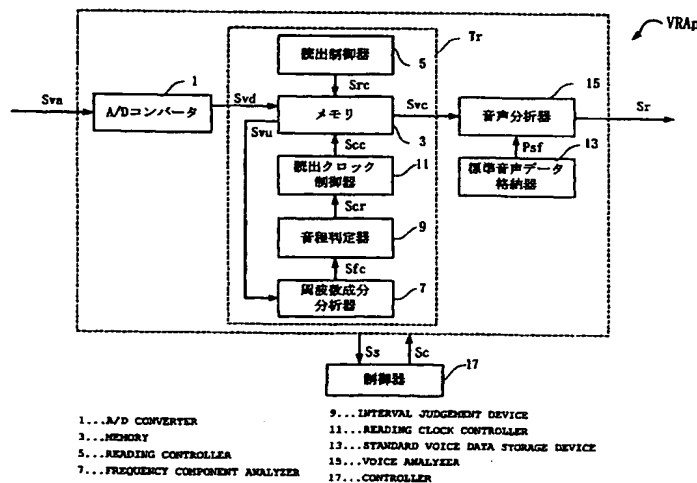 VRAp
Tr
読出制御器
5
Src
1
Sva
A/Dコンバータ
Svd
メモリ
3
Svc
15
音声分析器
Sr
Svu
Scc
11
Psf
13
読出クロック
制御器
標準音声データ
格納器
Scr
音程判定器
9
Sfc
周波数成分
分析器
7
Ss
Sc
17
制御器
1...A/D CONVERTER
3...MEMORY
5...READING CONTROLLER
7...FREQUENCY COMPONENT ANALYZER
9...INTERVAL JUDGEMENT DEVICE
11...READING CLOCK CONTROLLER
13...STANDARD VOICE DATA STORAGE DEVICE
15...VOICE ANALYZER
17...CONTROLLER